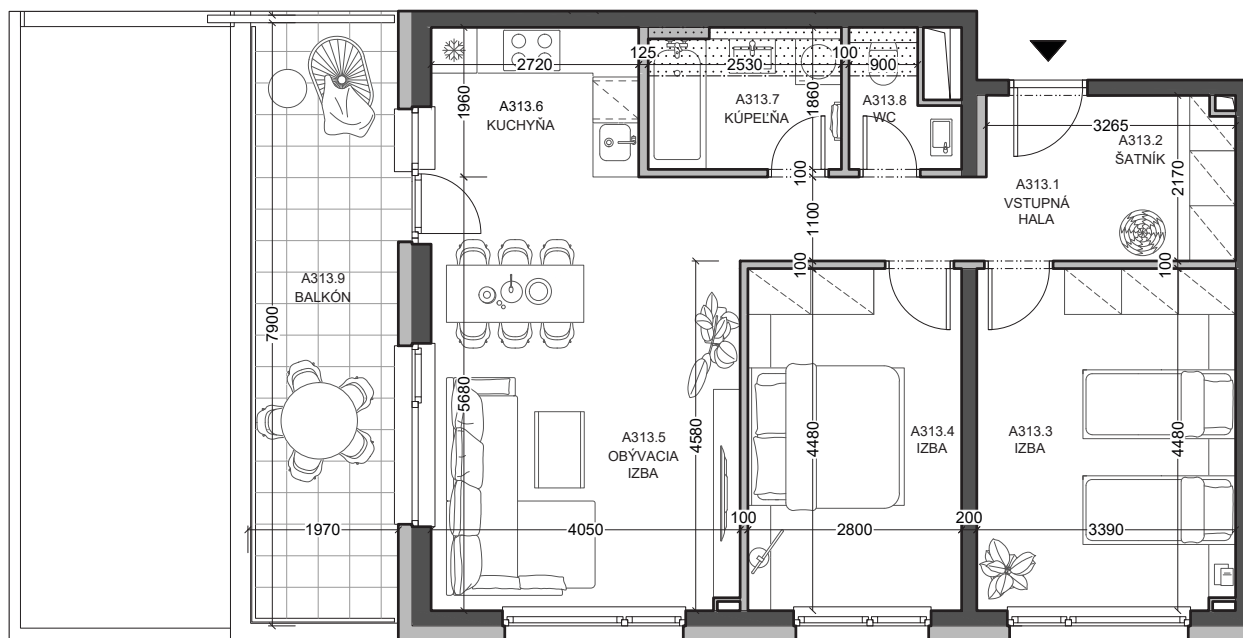 125
100
2720
2530
900
1960
1860
A313.6
KUCHYŇA
A313.7
KÚPEĽŇA
A313.8
WC
3265
A313.2
ŠATNÍK
2170
A313.1
VSTUPNÁ
HALA
100
1100
100
100
A313.9
BALKÓN
7900
5680
4580
4480
4480
A313.5
OBÝVACIA
IZBA
A313.4
IZBA
A313.3
IZBA
1970
4050
100
2800
200
3390